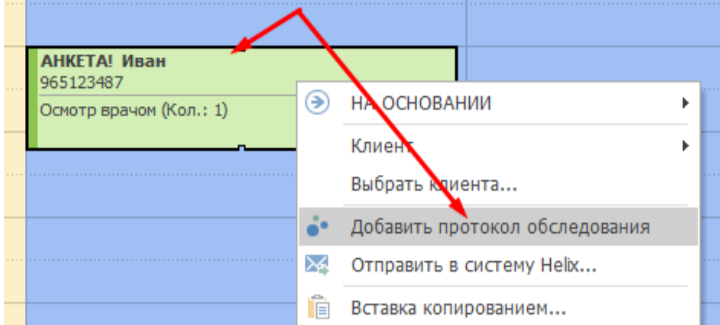 АНКЕТА! Иван
965123487
Осмотр врачом (Кол.: 1)
НА ОСНОВАНИИ
Клиент
Выбрать клиента...
Добавить протокол обследования
Отправить в систему Helix...
Вставка копированием...